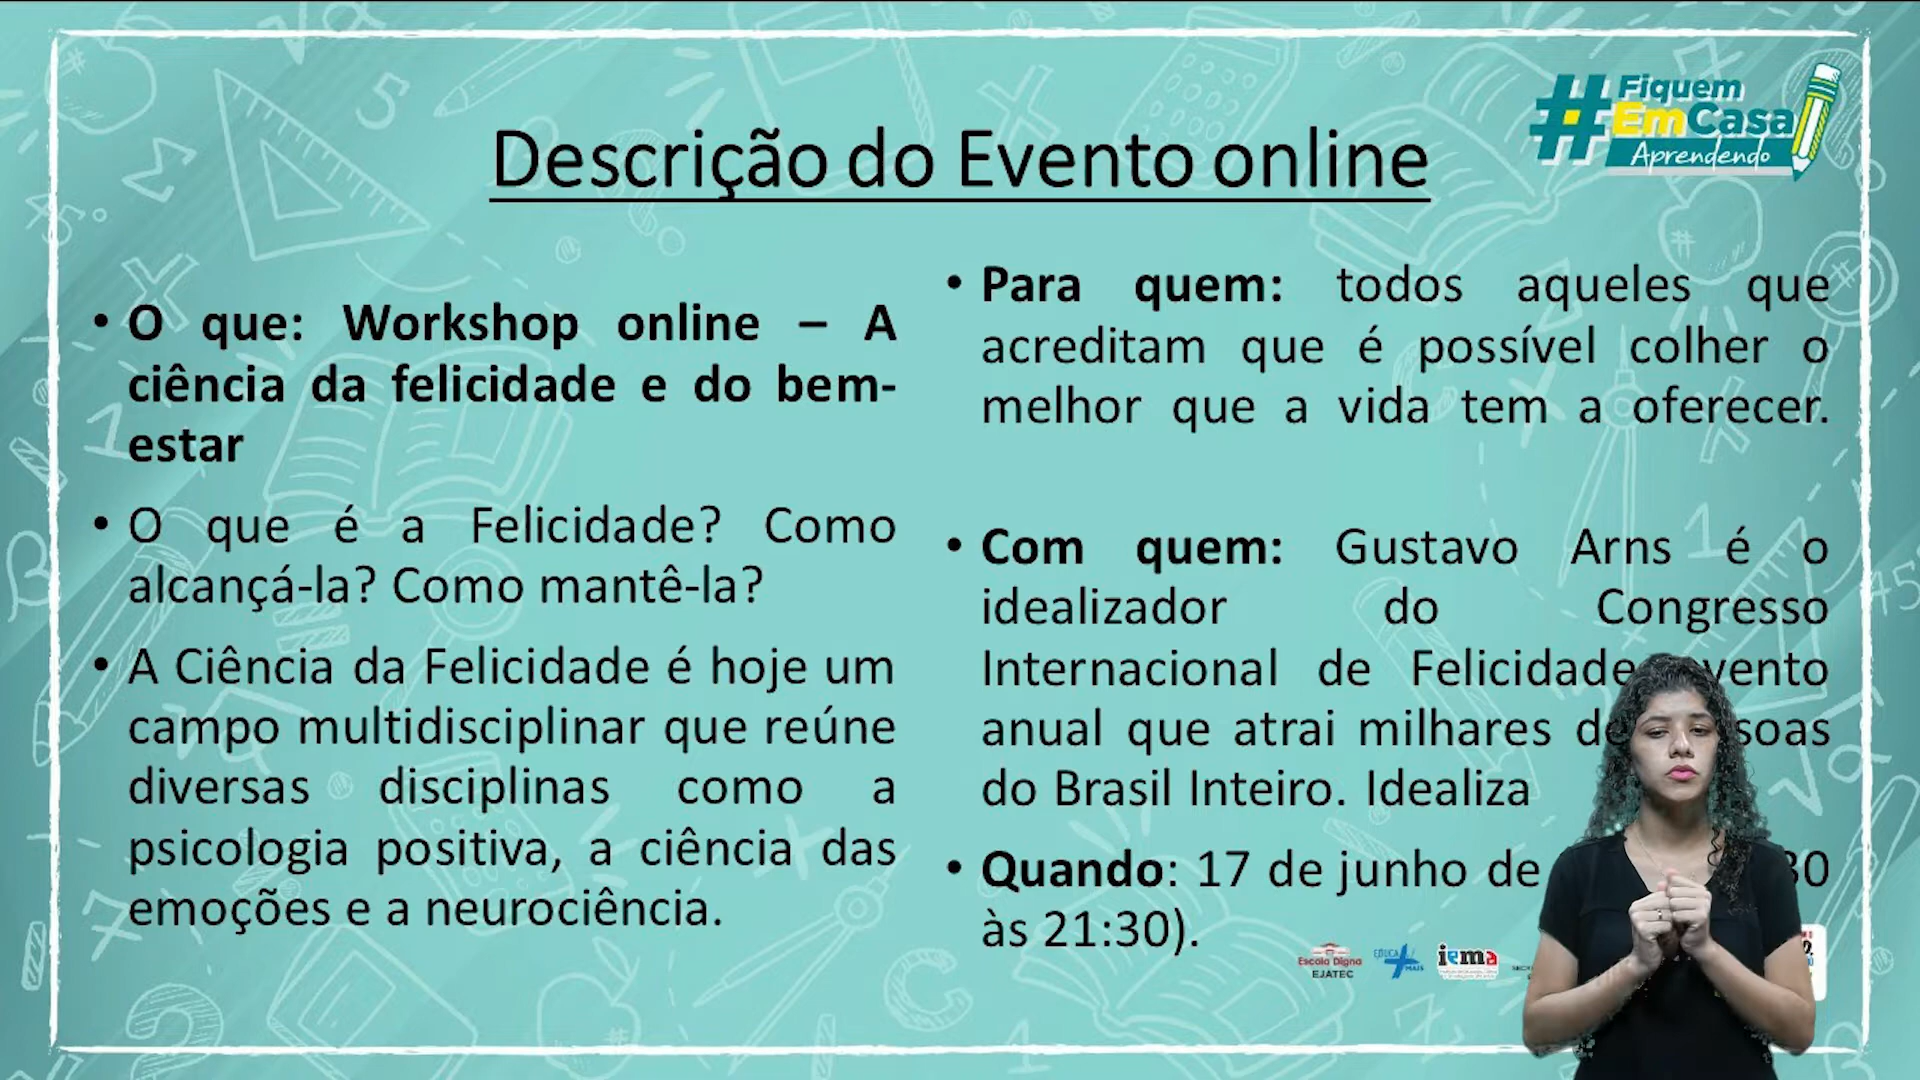 Fiquem
EmCasa
Aprendendo
Descrição do Evento online
• O que: Workshop online – A
ciência da felicidade e do bem-
estar
• O que é a Felicidade? Como
alcançá-la? Como mantê-la?
• A Ciência da Felicidade é hoje um
campo multidisciplinar que reúne
diversas disciplinas como a
psicologia positiva, a ciência das
emoções e a neurociência.
• Para quem: todos aqueles que
acreditam que é possível colher o
melhor que a vida tem a oferecer.
• Com quem: Gustavo Arns é o
idealizador do Congresso
Internacional de Felicidade
anual que atrai milhares
do Brasil Inteiro. Idealiza
• Quando: 17 de junho de
às 21:30).
Escola Digna
EJATEC
EDUCA
MAIS
iema